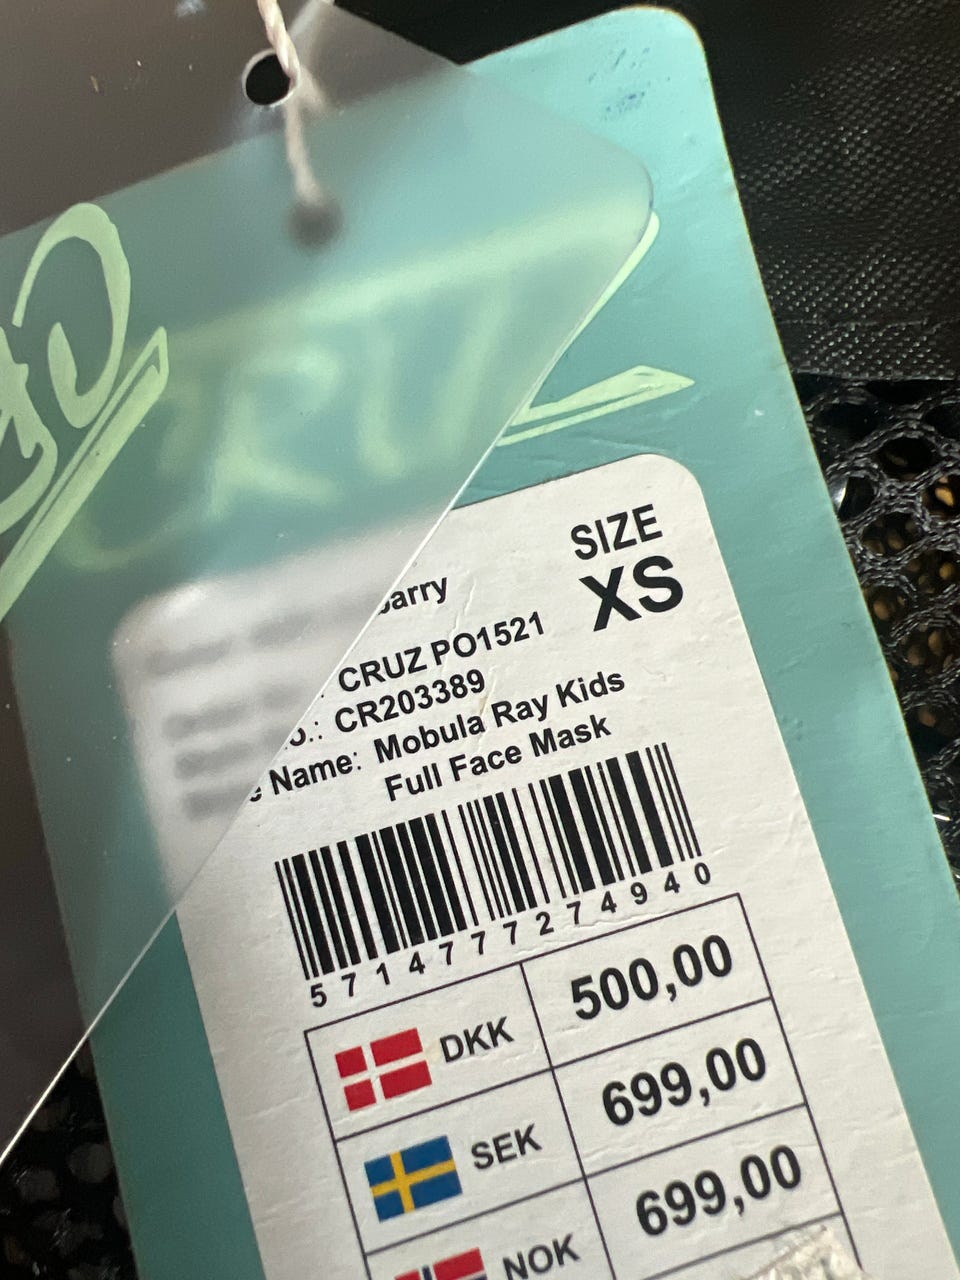 SIZE
XS
CRUZ PO1521
CR203389
Name: Mobula Ray Kids
Full Face Mask
5714777274940
DKK 500,00
SEK 699,00
NOK 699,00